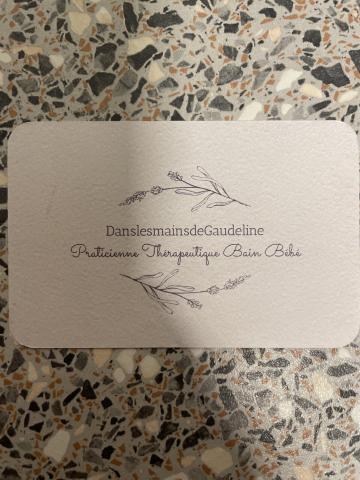 DanslesmainsdeGaudeline
Praticienne Thérapeutique Bain Bébé